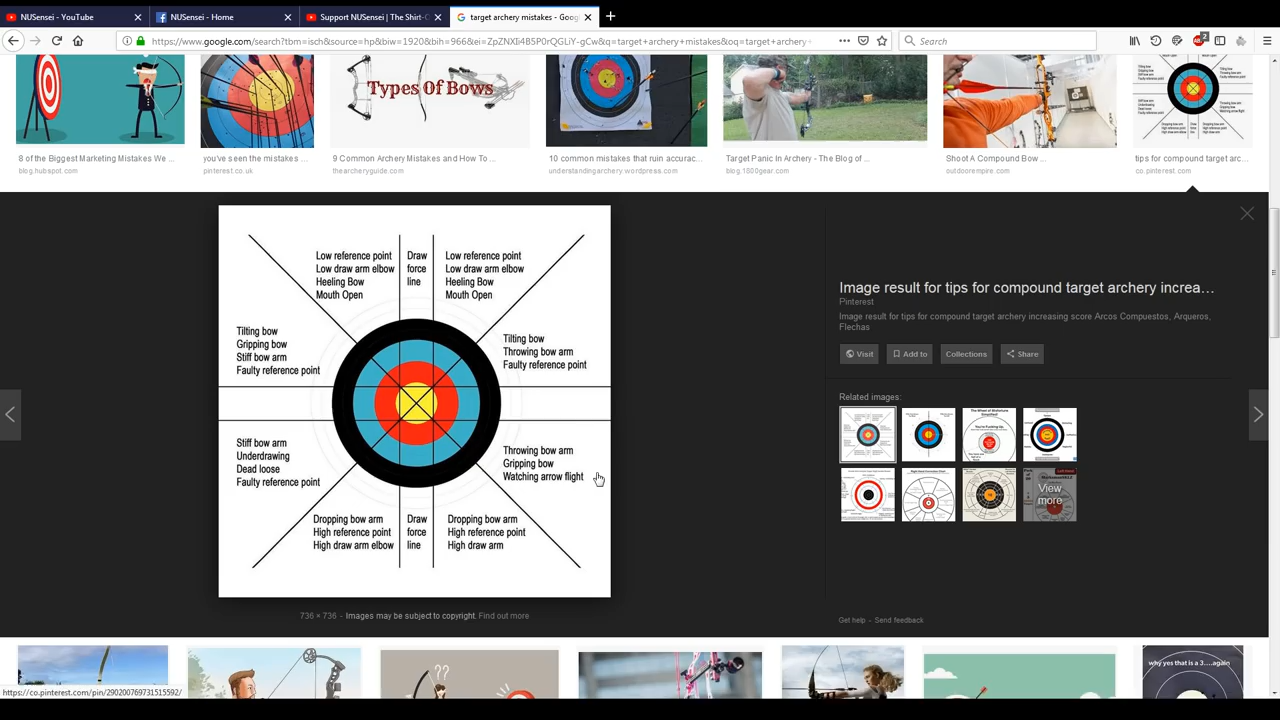 NUSensei - YouTube
NUSensei - Home
Support NUSensei | The Shirt-C
target archery mistakes - Goog
Search
Types Of Bows
8 of the Biggest Marketing Mistakes We ...
you've seen the mistakes ...
9 Common Archery Mistakes and How To ...
10 common mistakes that ruin accurac...
Target Panic In Archery - The Blog of ...
Shoot A Compound Bow ...
tips for compound target arc...
blog.hubspot.com
pinterest.co.uk
thearcheryguide.com
understandingarchery.wordpress.com
blog.1800gear.com
outdoorempire.com
co.pinterest.com
Low reference point
Low draw arm elbow
Heeling Bow
Mouth Open
Draw
force
line
Low reference point
Low draw arm elbow
Heeling Bow
Mouth Open
Tilting bow
Gripping bow
Stiff bow arm
Faulty reference point
Tilting bow
Throwing bow arm
Faulty reference point
Stiff bow arm
Underdrawing
Dead loose
Faulty reference point
Throwing bow arm
Gripping bow
Watching arrow flight
Dropping bow arm
High reference point
High draw arm elbow
Draw
force
line
Dropping bow arm
High reference point
High draw arm
736 × 736 - Images may be subject to copyright. Find out more
Image result for tips for compound target archery increa...
Pinterest
Image result for tips for compound target archery increasing score Arcos Compuestos, Arqueros,
Flechas
Visit
Add to
Collections
Share
Related images:
View
more
Get help - Send feedback
why yes that is a 3....again
https://co.pinterest.com/pin/290200769731515592/